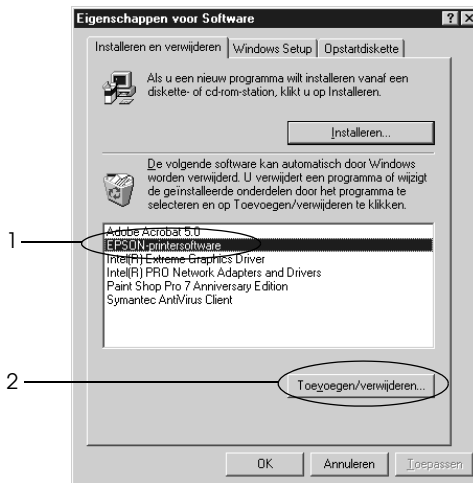 Eigenschappen voor Software
Installeren en verwijderen Windows Setup Opstartdiskette
Als u een nieuw programma wilt installeren vanaf een
diskette- of cd-rom-station, klikt u op Installeren.
Installeren...
De volgende software kan automatisch door Windows
worden verwijderd. U verwijdert een programma of wijzigt
de geïnstalleerde onderdelen door het programma te
selecteren en op Toevoegen/verwijderen te klikken.
Adobe Acrobat 5.0
1
EPSON-printersoftware
Intel(R) Extreme Graphics Driver
Intel(R) PRO Network Adapters and Drivers
Paint Shop Pro 7 Anniversary Edition
Symantec AntiVirus Client
2
Toevoegen/verwijderen...
OK Annuleren Toepassen